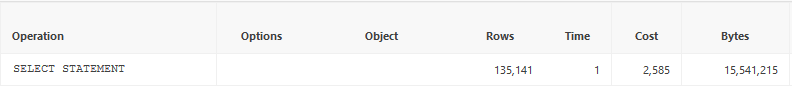 Operation Options Object Rows Time Cost Bytes
SELECT STATEMENT 135,141 1 2,585 15,541,215